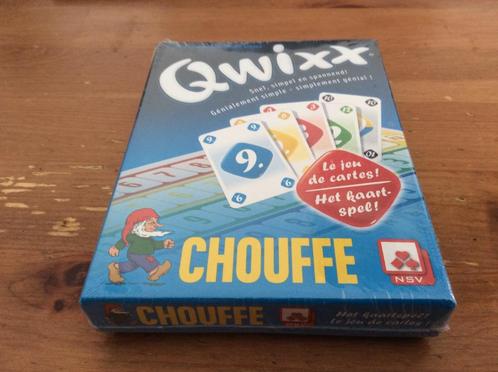 Qwixx
Snel, simpel en spannend!
Génialement simple - simplement génial !
9.
Le jeu
de cartes!
Het kaart-
spel!
CHOUFFE
NSV
CHOUFFE
Het kaartspel!
Le jeu de cartes !